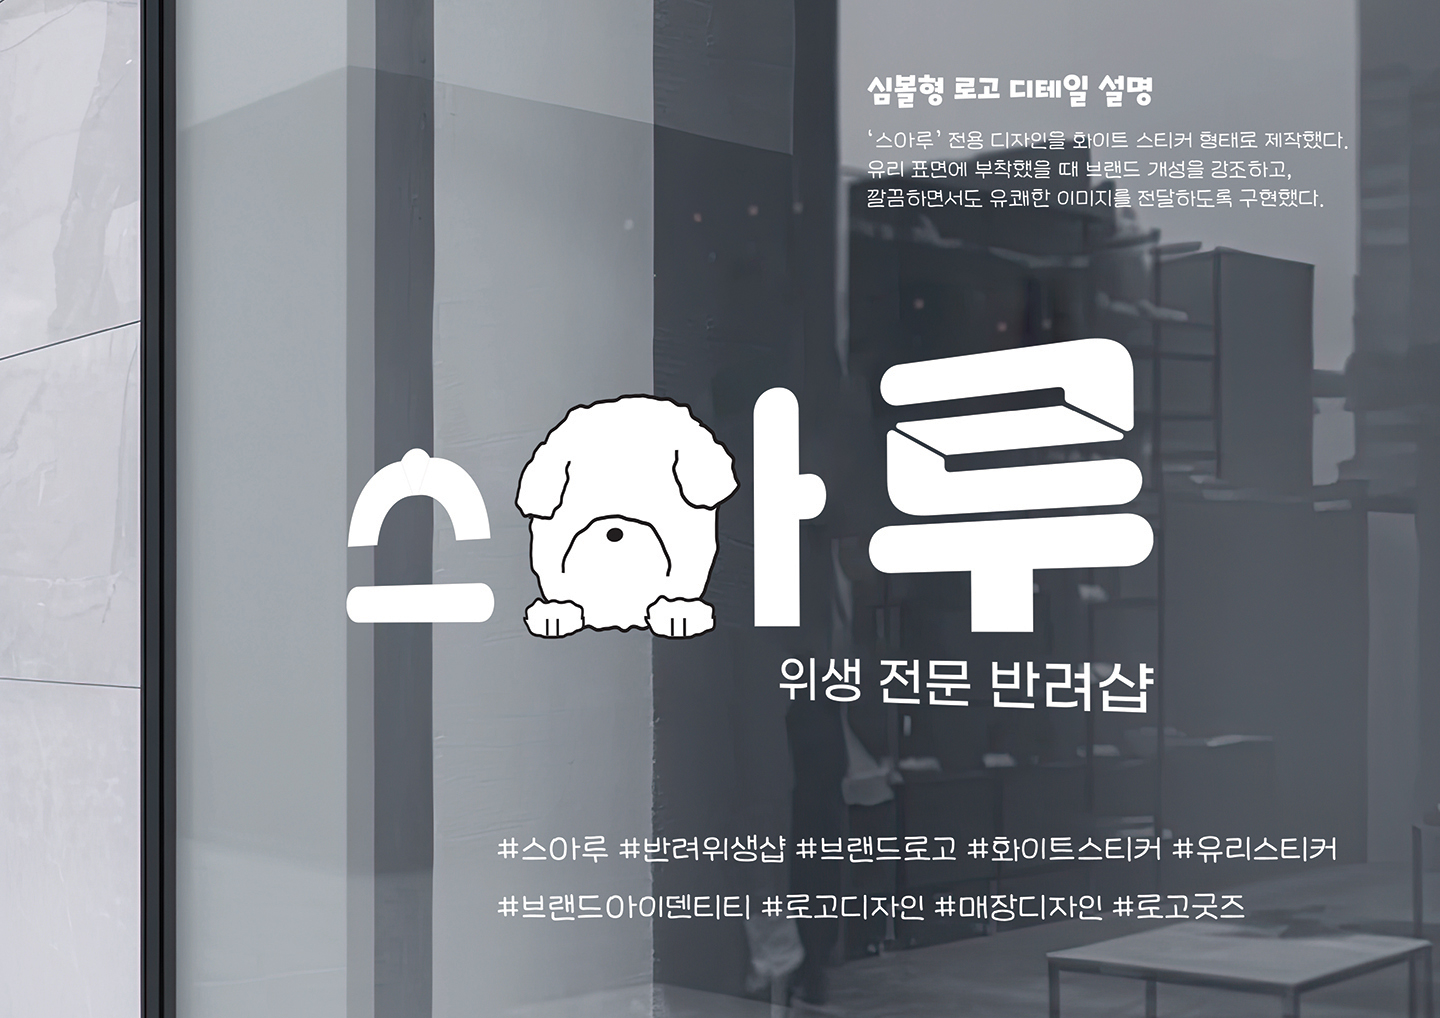 심볼형 로고 디테일 설명
‘스아루’ 전용 디자인을 화이트 스티커 형태로 제작했다.
유리 표면에 부착했을 때 브랜드 개성을 강조하고,
깔끔하면서도 유쾌한 이미지를 전달하도록 구현했다.
스아루
위생 전문 반려샵
#스아루 #반려위생샵 #브랜드로고 #화이트스티커 #유리스티커
#브랜드아이덴티티 #로고디자인 #매장디자인 #로고굿즈